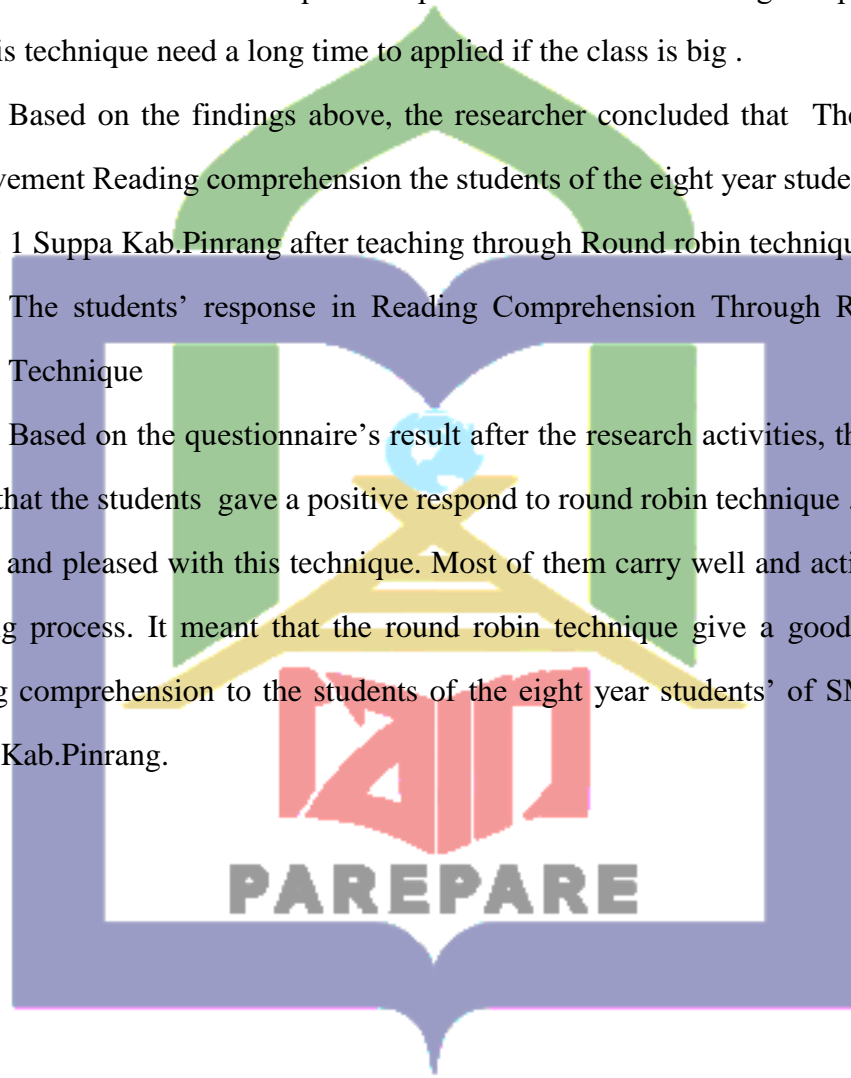 is technique need a long time to applied if the class is big .
Based on the findings above, the researcher concluded that The
vement Reading comprehension the students of the eight year stude
1 Suppa Kab.Pinrang after teaching through Round robin techniqu
The students’ response in Reading Comprehension Through R
Technique
Based on the questionnaire’s result after the research activities, th
that the students gave a positive respond to round robin technique .
and pleased with this technique. Most of them carry well and acti
g process. It meant that the round robin technique give a good
g comprehension to the students of the eight year students’ of SM
Kab.Pinrang.
iain
PAREPARE